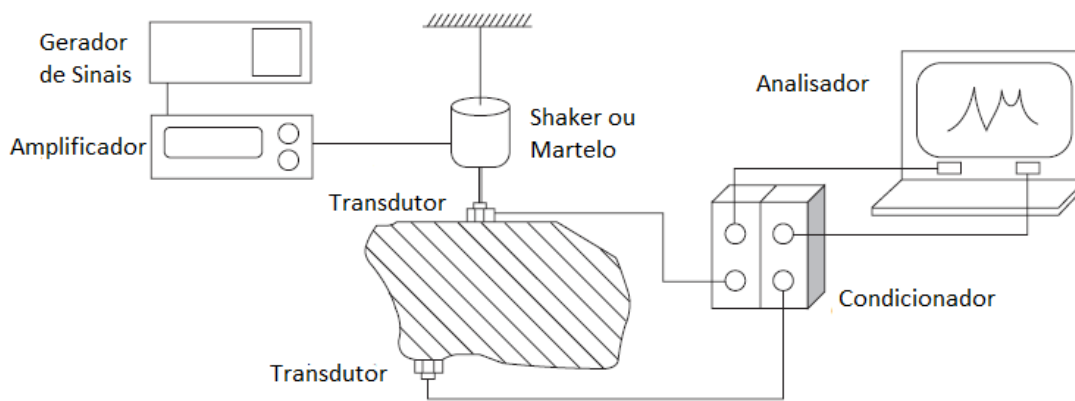 Gerador
de Sinais
Amplificador
Shaker ou
Martelo
Transdutor
Analisador
Condicionador
Transdutor